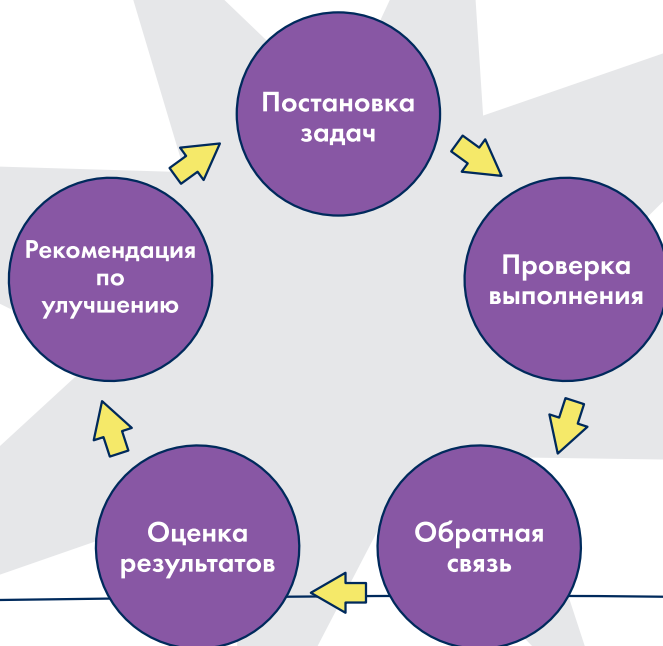 Постановка
задач
Проверка
выполнения
Обратная
связь
Оценка
результатов
Рекомендация
по
улучшению